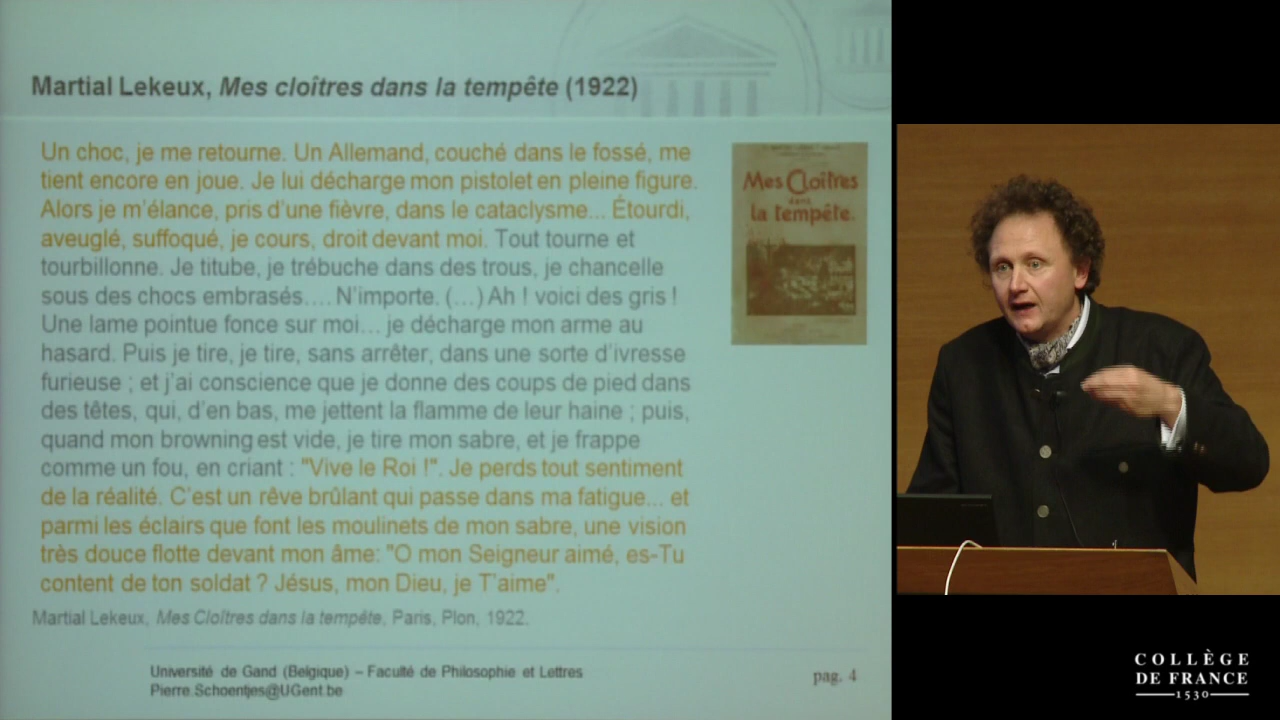 Martial Lekeux, Mes cloîtres dans la tempête (1922)
Un choc, je me retourne. Un Allemand, couché dans le fossé, me
tient encore en joue. Je lui décharge mon pistolet en pleine figure.
Alors je m'élance, pris d'une fièvre, dans le cataclysme... Étourdi,
aveuglé, suffoqué, je cours, droit devant moi. Tout tourne et
tourbillonne. Je titube, je trébuche dans des trous, je chancelle
sous des chocs embrasés.... N'importe. (...) Ah ! voici des gris !
Une lame pointue fonce sur moi... je décharge mon arme au
hasard. Puis je tire, je tire, sans arrêter, dans une sorte d'ivresse
furieuse ; et j'ai conscience que je donne des coups de pied dans
des têtes, qui, d'en bas, me jettent la flamme de leur haine ; puis,
quand mon browning est vide, je tire mon sabre, et je frappe
comme un fou, en criant : "Vive le Roi !". Je perds tout sentiment
de la réalité. C'est un rêve brûlant qui passe dans ma fatigue... et
parmi les éclairs que font les moulinets de mon sabre, une vision
très douce flotte devant mon âme: "O mon Seigneur aimé, es-Tu
content de ton soldat ? Jésus, mon Dieu, je T'aime".
Martial Lekeux, Mes Cloîtres dans la tempête, Paris, Plon, 1922.
Mes Cloîtres
dans
la tempête.
Université de Gand (Belgique) – Faculté de Philosophie et Lettres
Pierre.Schoentjes@UGent.be
pag. 4
COLLÈGE
DE FRANCE
1530